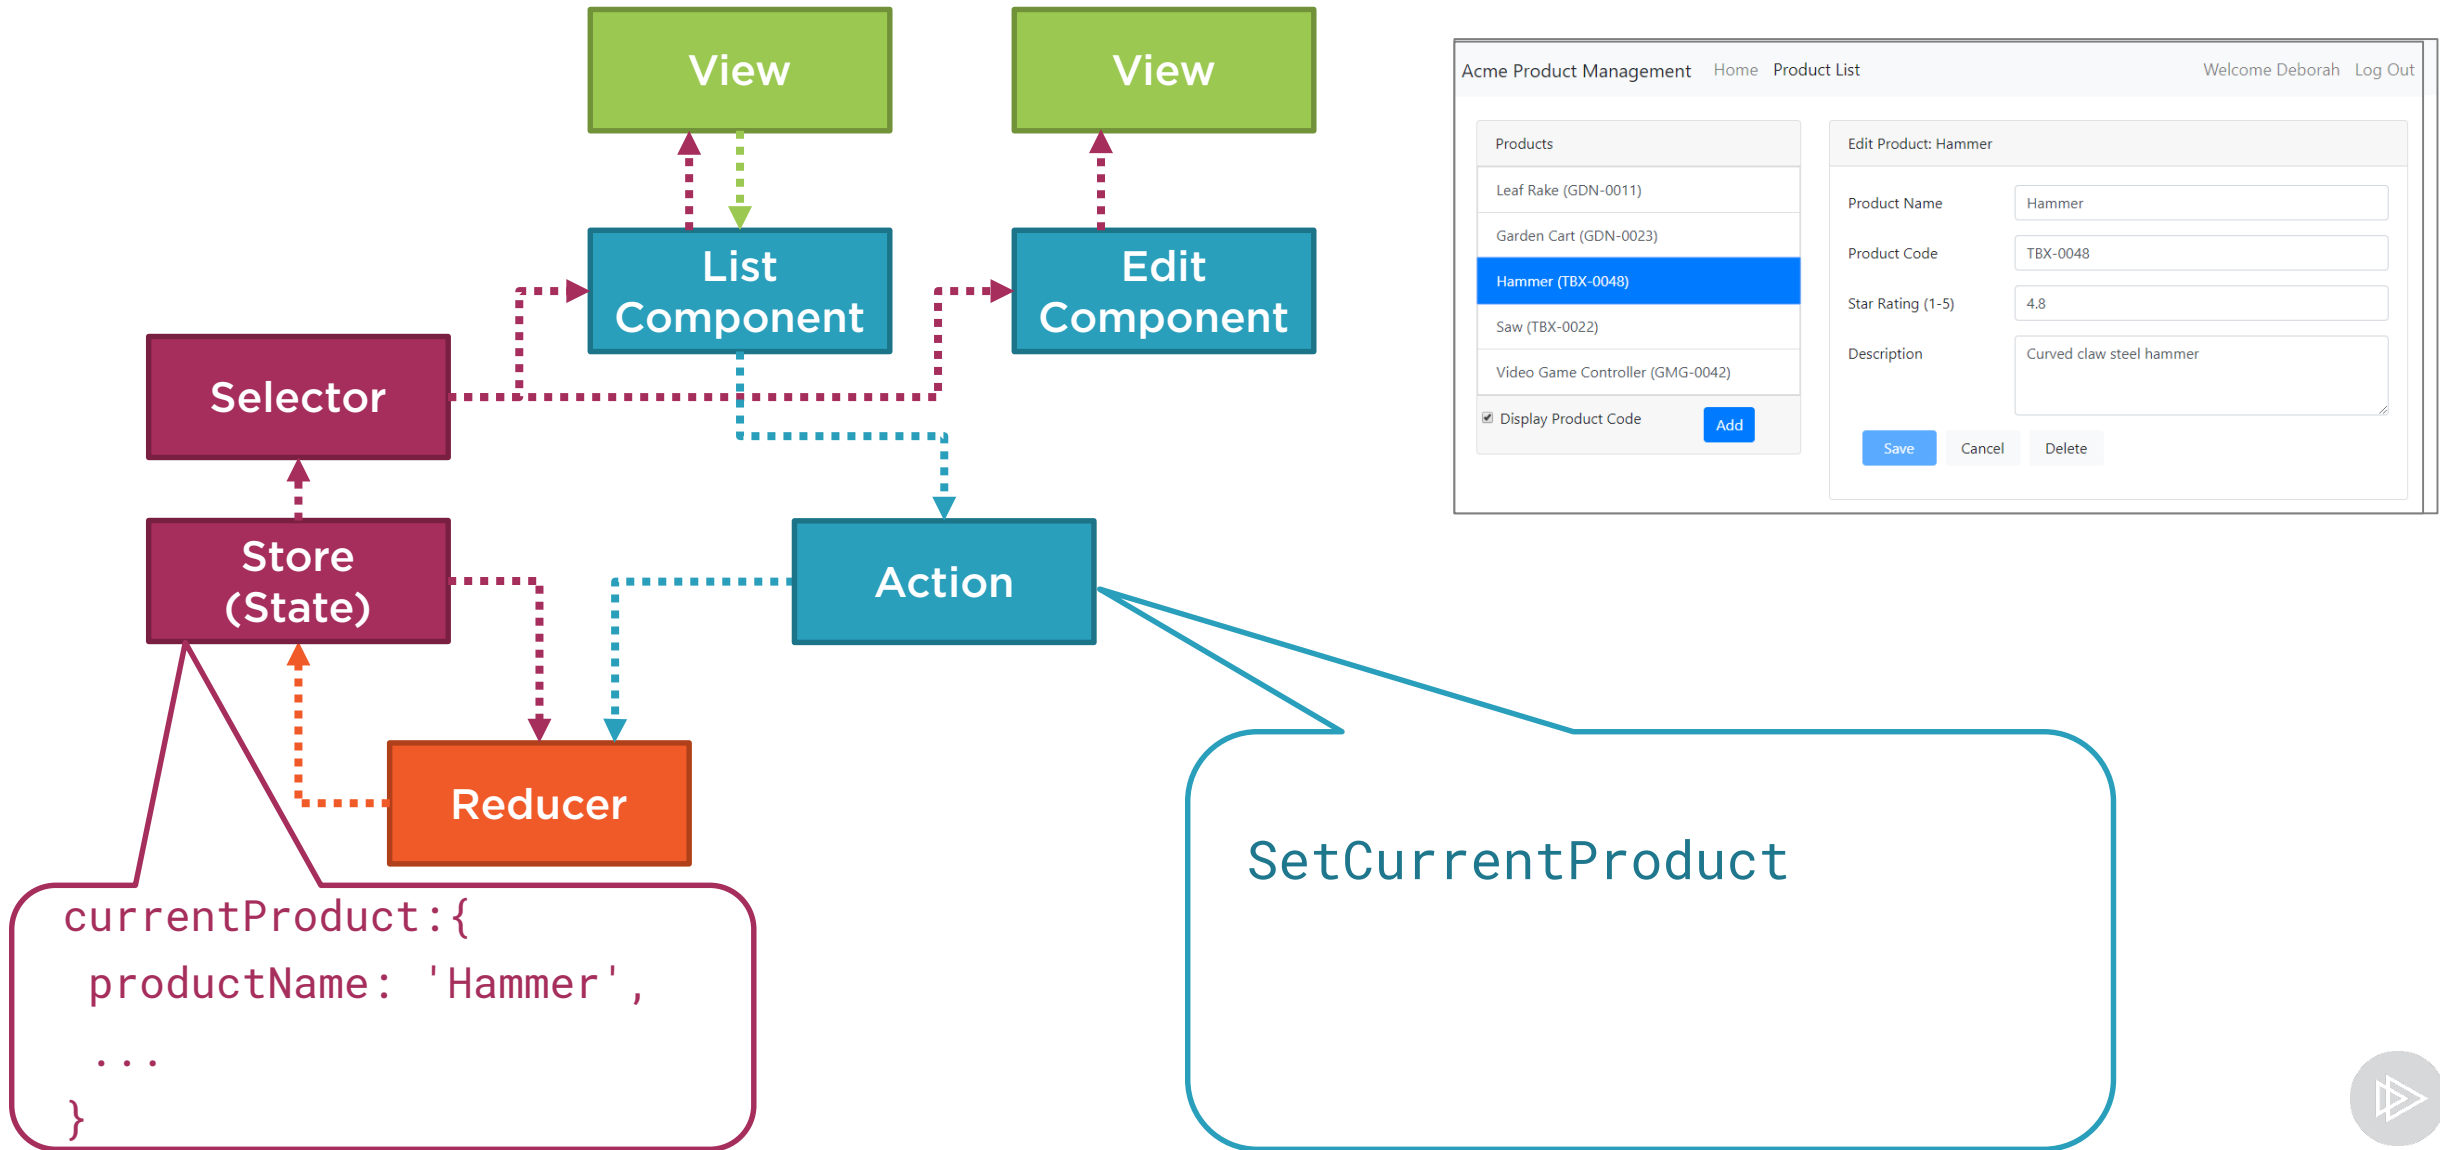 View
View
List
Component
Edit
Component
Selector
Store
(State)
Action
Reducer
currentProduct:{
productName: 'Hammer',
...
}
SetCurrentProduct
Acme Product Management Home Product List Welcome Deborah Log Out
Products
Leaf Rake (GDN-0011)
Garden Cart (GDN-0023)
Hammer (TBX-0048)
Saw (TBX-0022)
Video Game Controller (GMG-0042)
Display Product Code Add
Edit Product: Hammer
Product Name Hammer
Product Code TBX-0048
Star Rating (1-5) 4.8
Description Curved claw steel hammer
Save Cancel Delete